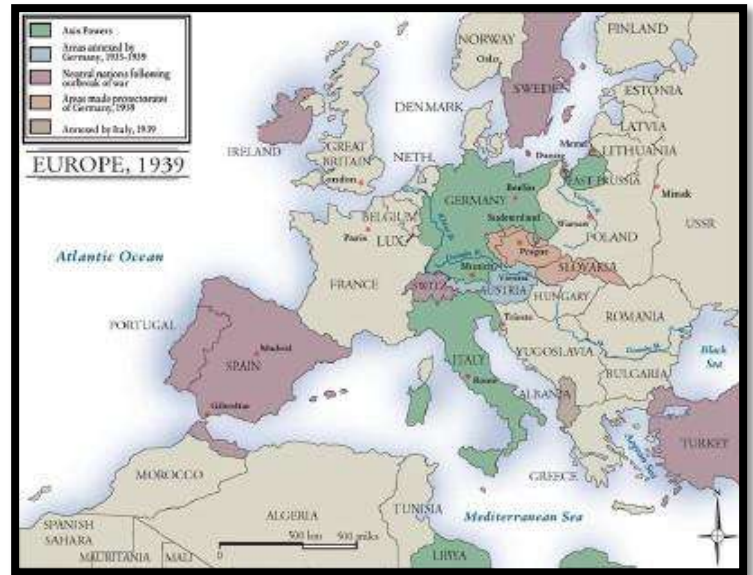 Axis Powers
Areas annexed by
Germany, 1935-1939
Neutral nations following
outbreak of war
Areas made protectorates
of Germany, 1939
Annexed by Italy, 1939
EUROPE, 1939
NORWAY
Oslo
FINLAND
SWEDEN
ESTONIA
LATVIA
LITHUANIA
Memel
Danzig
EAST PRUSSIA
DENMARK
IRELAND
GREAT
BRITAIN
London
NETH.
Berlin
GERMANY
Minsk
USSR
BELGIUM
LUX.
Paris
Sudetenland
Warsaw
POLAND
Prague
Atlantic Ocean
FRANCE
Munich
SLOVAKIA
SWITZ.
Vienna
AUSTRIA
HUNGARY
ROMANIA
Trieste
PORTUGAL
Madrid
SPAIN
ITALY
Rome
YUGOSLAVIA
Danube R.
BULGARIA
Black
Sea
ALBANIA
Gibraltar
TURKEY
Aegean Sea
GREECE
MOROCCO
ALGERIA
TUNISIA
Mediterranean Sea
SPANISH
SAHARA
MAURITANIA
MALI
0
500 km
500 miles
LIBYA
N